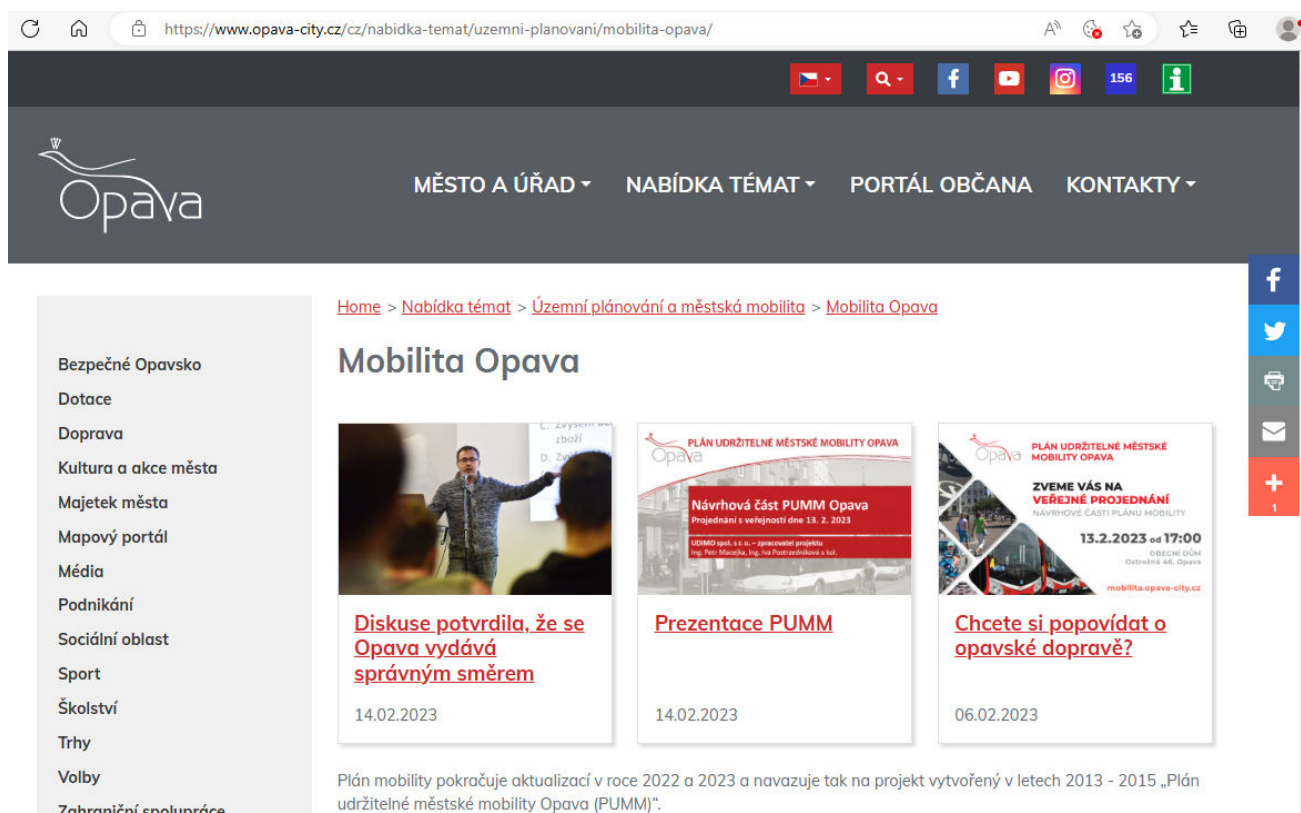 https://www.opava-city.cz/cz/nabidka-temat/uzemni-planovani/mobilita-opava/
156
Opava
MĚSTO A ÚŘAD
NABÍDKA TÉMAT
PORTÁL OBČANA
KONTAKTY
Home > Nabídka témat > Územní plánování a městská mobilita > Mobilita Opava
Bezpečné Opavsko
Dotace
Doprava
Kultura a akce města
Majetek města
Mapový portál
Média
Podnikání
Sociální oblast
Sport
Školství
Trhy
Volby
Zahraniční spolupráce
Mobilita Opava
C. Zvýšení
zboží
D.
Diskuse potvrdila, že se
Opava vydává
správným směrem
14.02.2023
Opava
PLÁN UDRŽITELNÉ MĚSTSKÉ MOBILITY OPAVA
Návrhová část PUMM Opava
Projednání s veřejností dne 13. 2. 2023
UDIMO spol. s r. o. – zpracovatel projektu
Ing. Petr Macejka, Ing. Iva Postrzedníková a kol.
Prezentace PUMM
14.02.2023
Opava
PLÁN UDRŽITELNÉ MĚSTSKÉ
MOBILITY OPAVA
ZVEME VÁS NA
VEŘEJNÉ PROJEDNÁNÍ
NÁVRHOVÉ ČÁSTI PLÁNU MOBILITY
13.2.2023 od 17:00
OBECNÍ DŮM
Ostrožná 46, Opava
mobilita.opava-city.cz
Chcete si popovídat o
opavské dopravě?
06.02.2023
1
Plán mobility pokračuje aktualizací v roce 2022 a 2023 a navazuje tak na projekt vytvořený v letech 2013 - 2015 „Plán
udržitelné městské mobility Opava (PUMM)“.